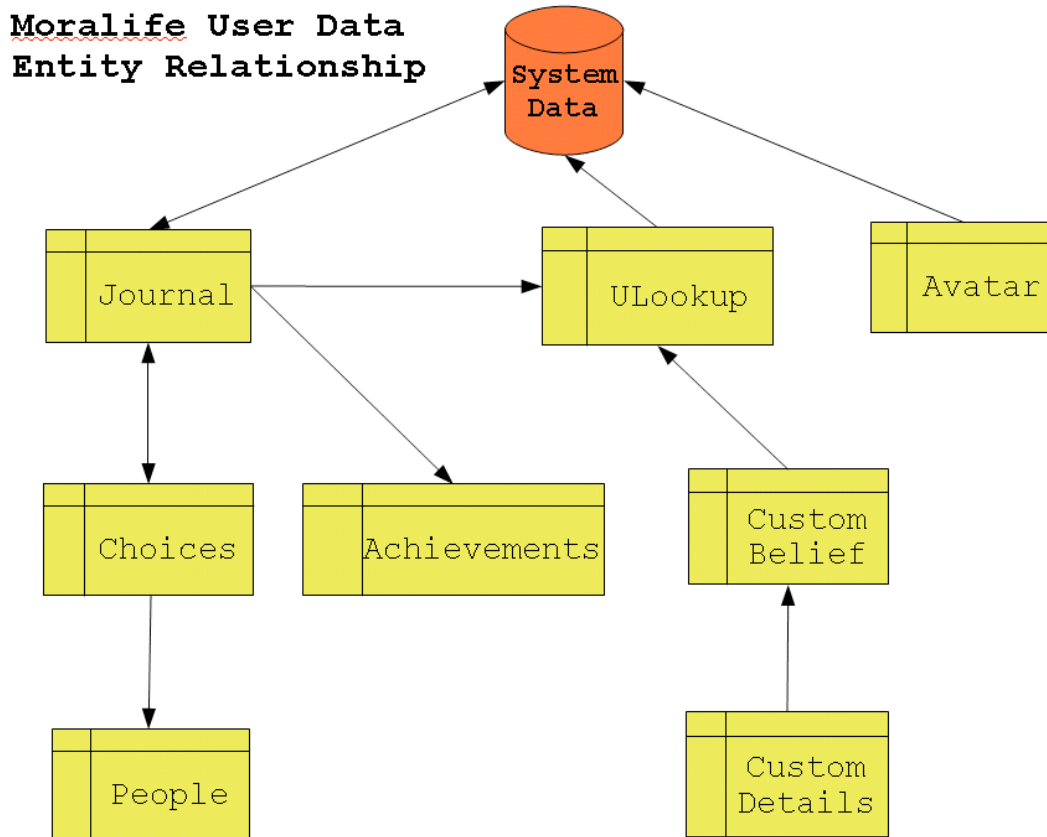 Moralife User Data
Entity Relationship
System
Data
Journal
ULookup
Avatar
Choices
Achievements
Custom
Belief
People
Custom
Details